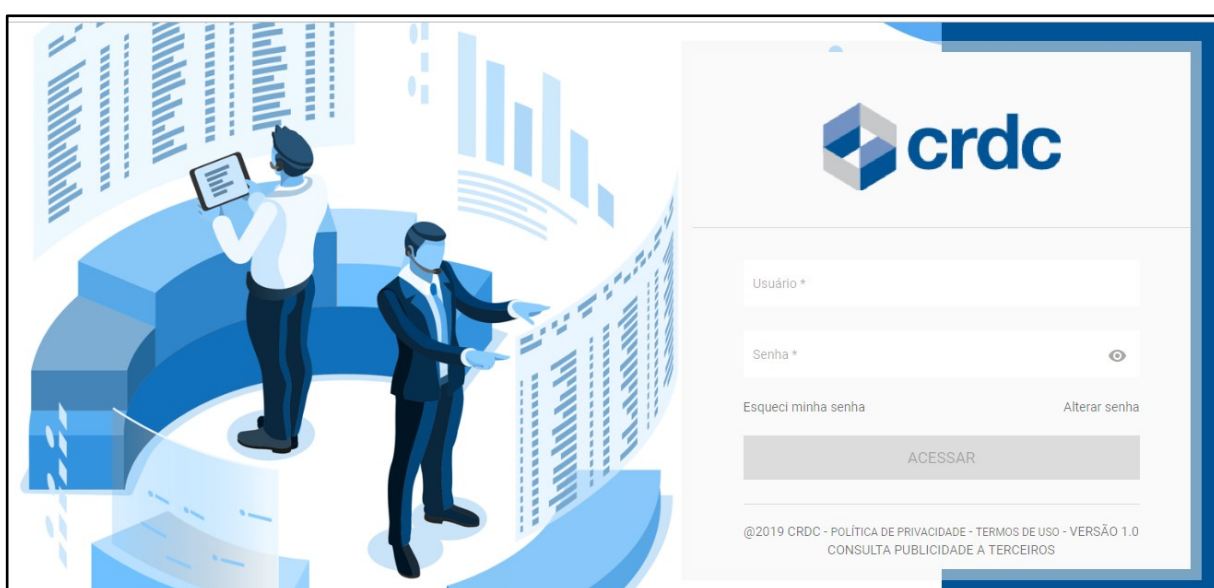 crdc
Usuário *
Senha *
Esqueci minha senha Alterar senha
ACESSAR
@2019 CRDC - POLÍTICA DE PRIVACIDADE - TERMOS DE USO - VERSÃO 1.0
CONSULTA PUBLICIDADE A TERCEIROS